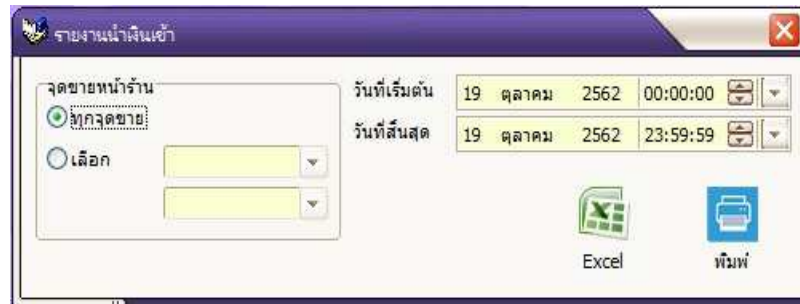 รายงานนำเงินเข้า
จุดขายหน้าร้าน
ทุกจุดขาย
เลือก
วันที่เริ่มต้น 19 ตุลาคม 2562 00:00:00
วันที่สิ้นสุด 19 ตุลาคม 2562 23:59:59
Excel พิมพ์